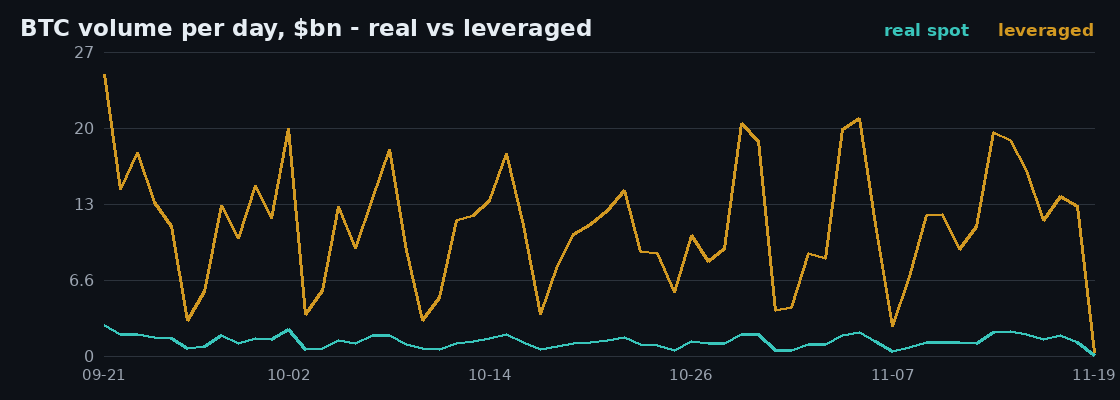 BTC volume per day, $bn - real vs leveraged
real spot leveraged
27
20
13
6.6
0
09-21 10-02 10-14 10-26 11-07 11-19